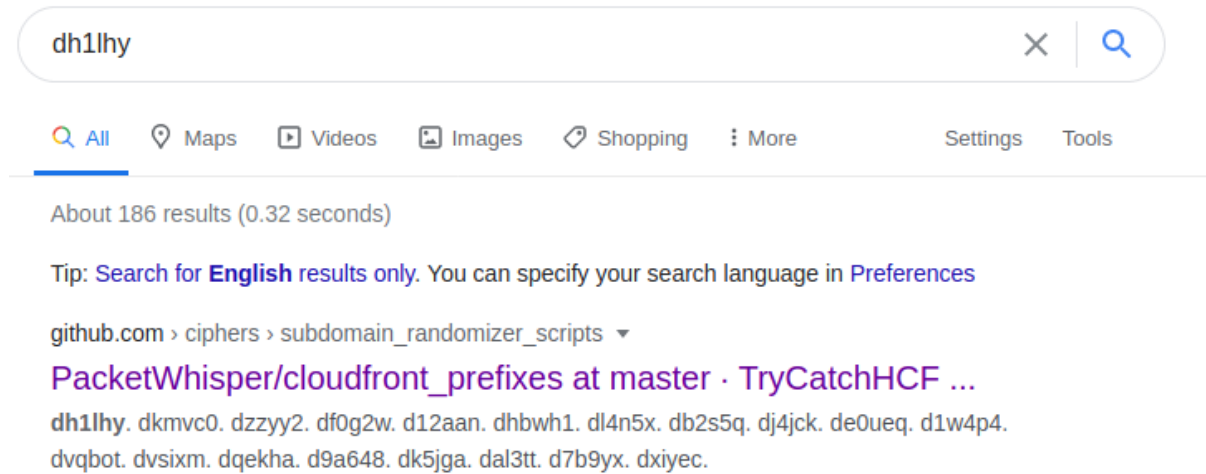 dh1lhy
All Maps Videos Images Shopping More Settings Tools
About 186 results (0.32 seconds)
Tip: Search for English results only. You can specify your search language in Preferences
github.com › ciphers › subdomain_randomizer_scripts
PacketWhisper/cloudfront_prefixes at master · TryCatchHCF ...
dh1lhy. dkmvc0. dzzyy2. df0g2w. d12aan. dhbwh1. dl4n5x. db2s5q. dj4jck. de0ueq. d1w4p4.
dvqbot. dvsixm. dqekha. d9a648. dk5jga. dal3tt. d7b9yx. dxiyec.